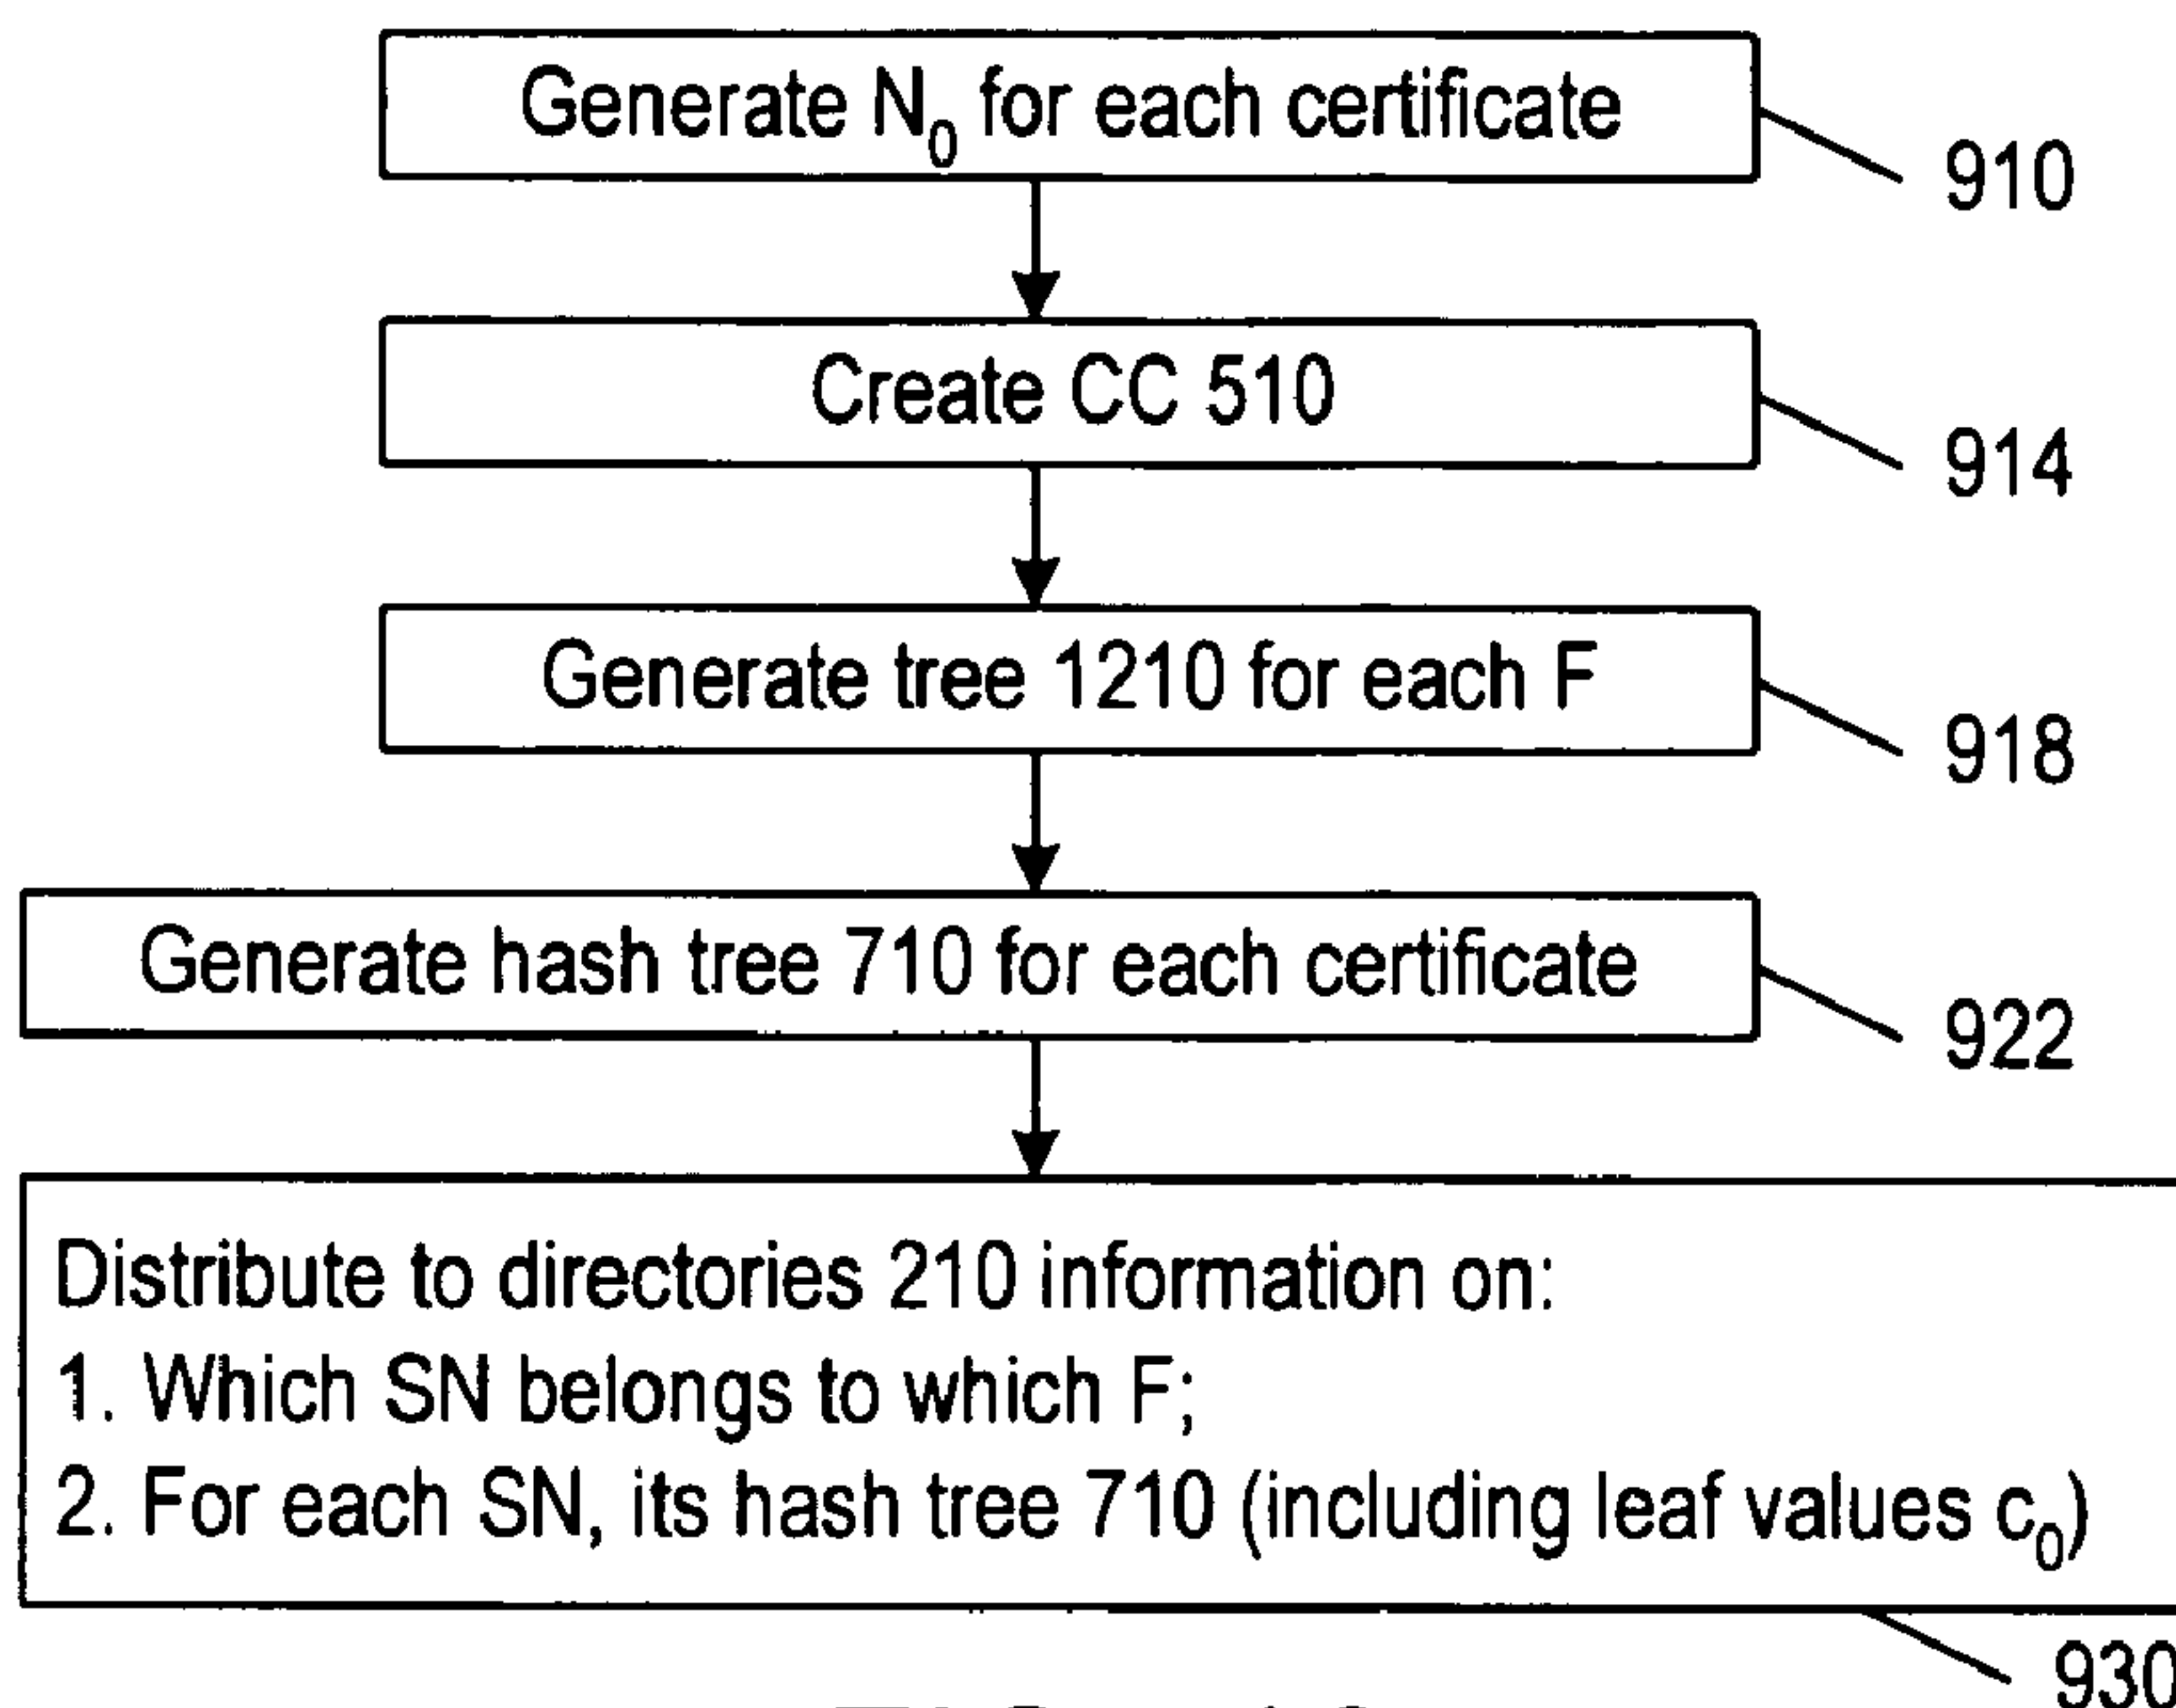 Generate N₀ for each certificate
910
Create CC 510
914
Generate tree 1210 for each F
918
Generate hash tree 710 for each certificate
922
Distribute to directories 210 information on:
1. Which SN belongs to which F;
2. For each SN, its hash tree 710 (including leaf values c₀)
930